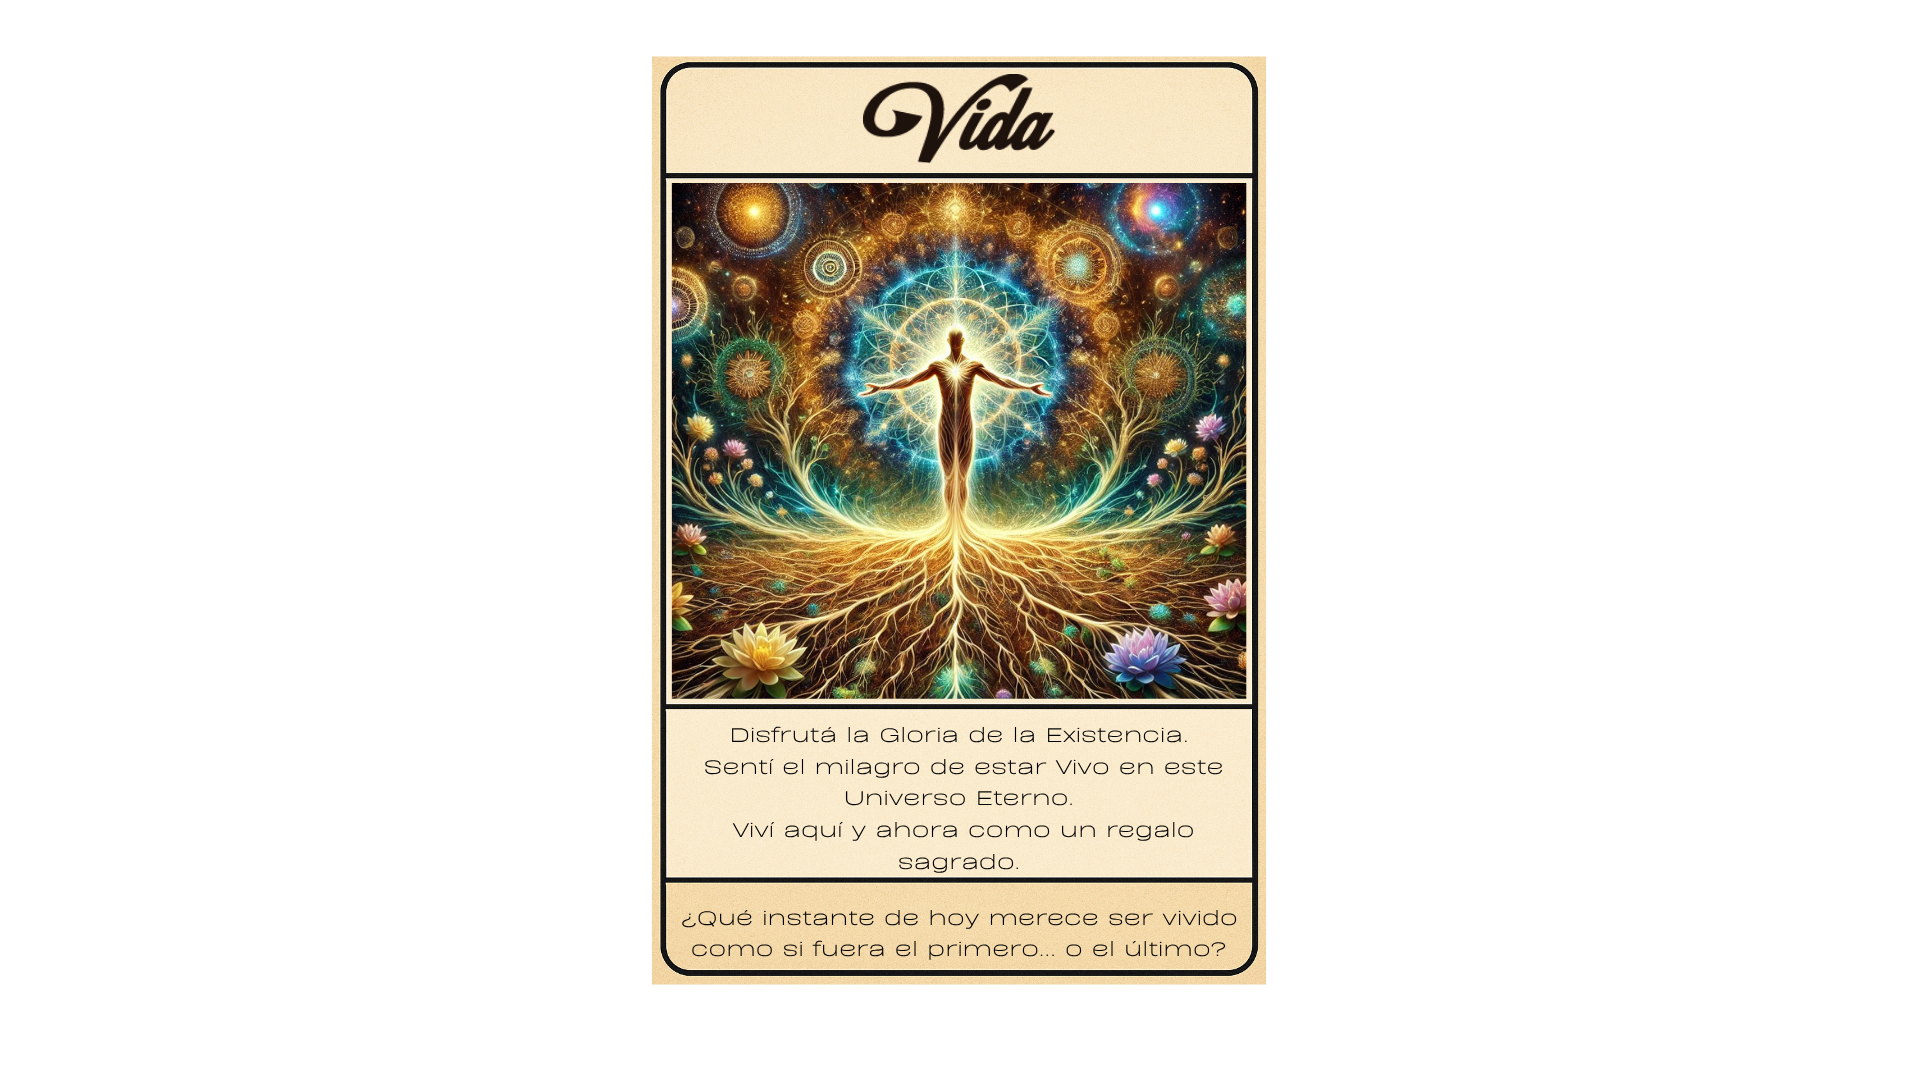 Vida
Disfrutá la Gloria de la Existencia.
Sentí el milagro de estar Vivo en este
Universo Eterno.
Viví aquí y ahora como un regalo
sagrado.
¿Qué instante de hoy merece ser vivido
como si fuera el primero... o el último?